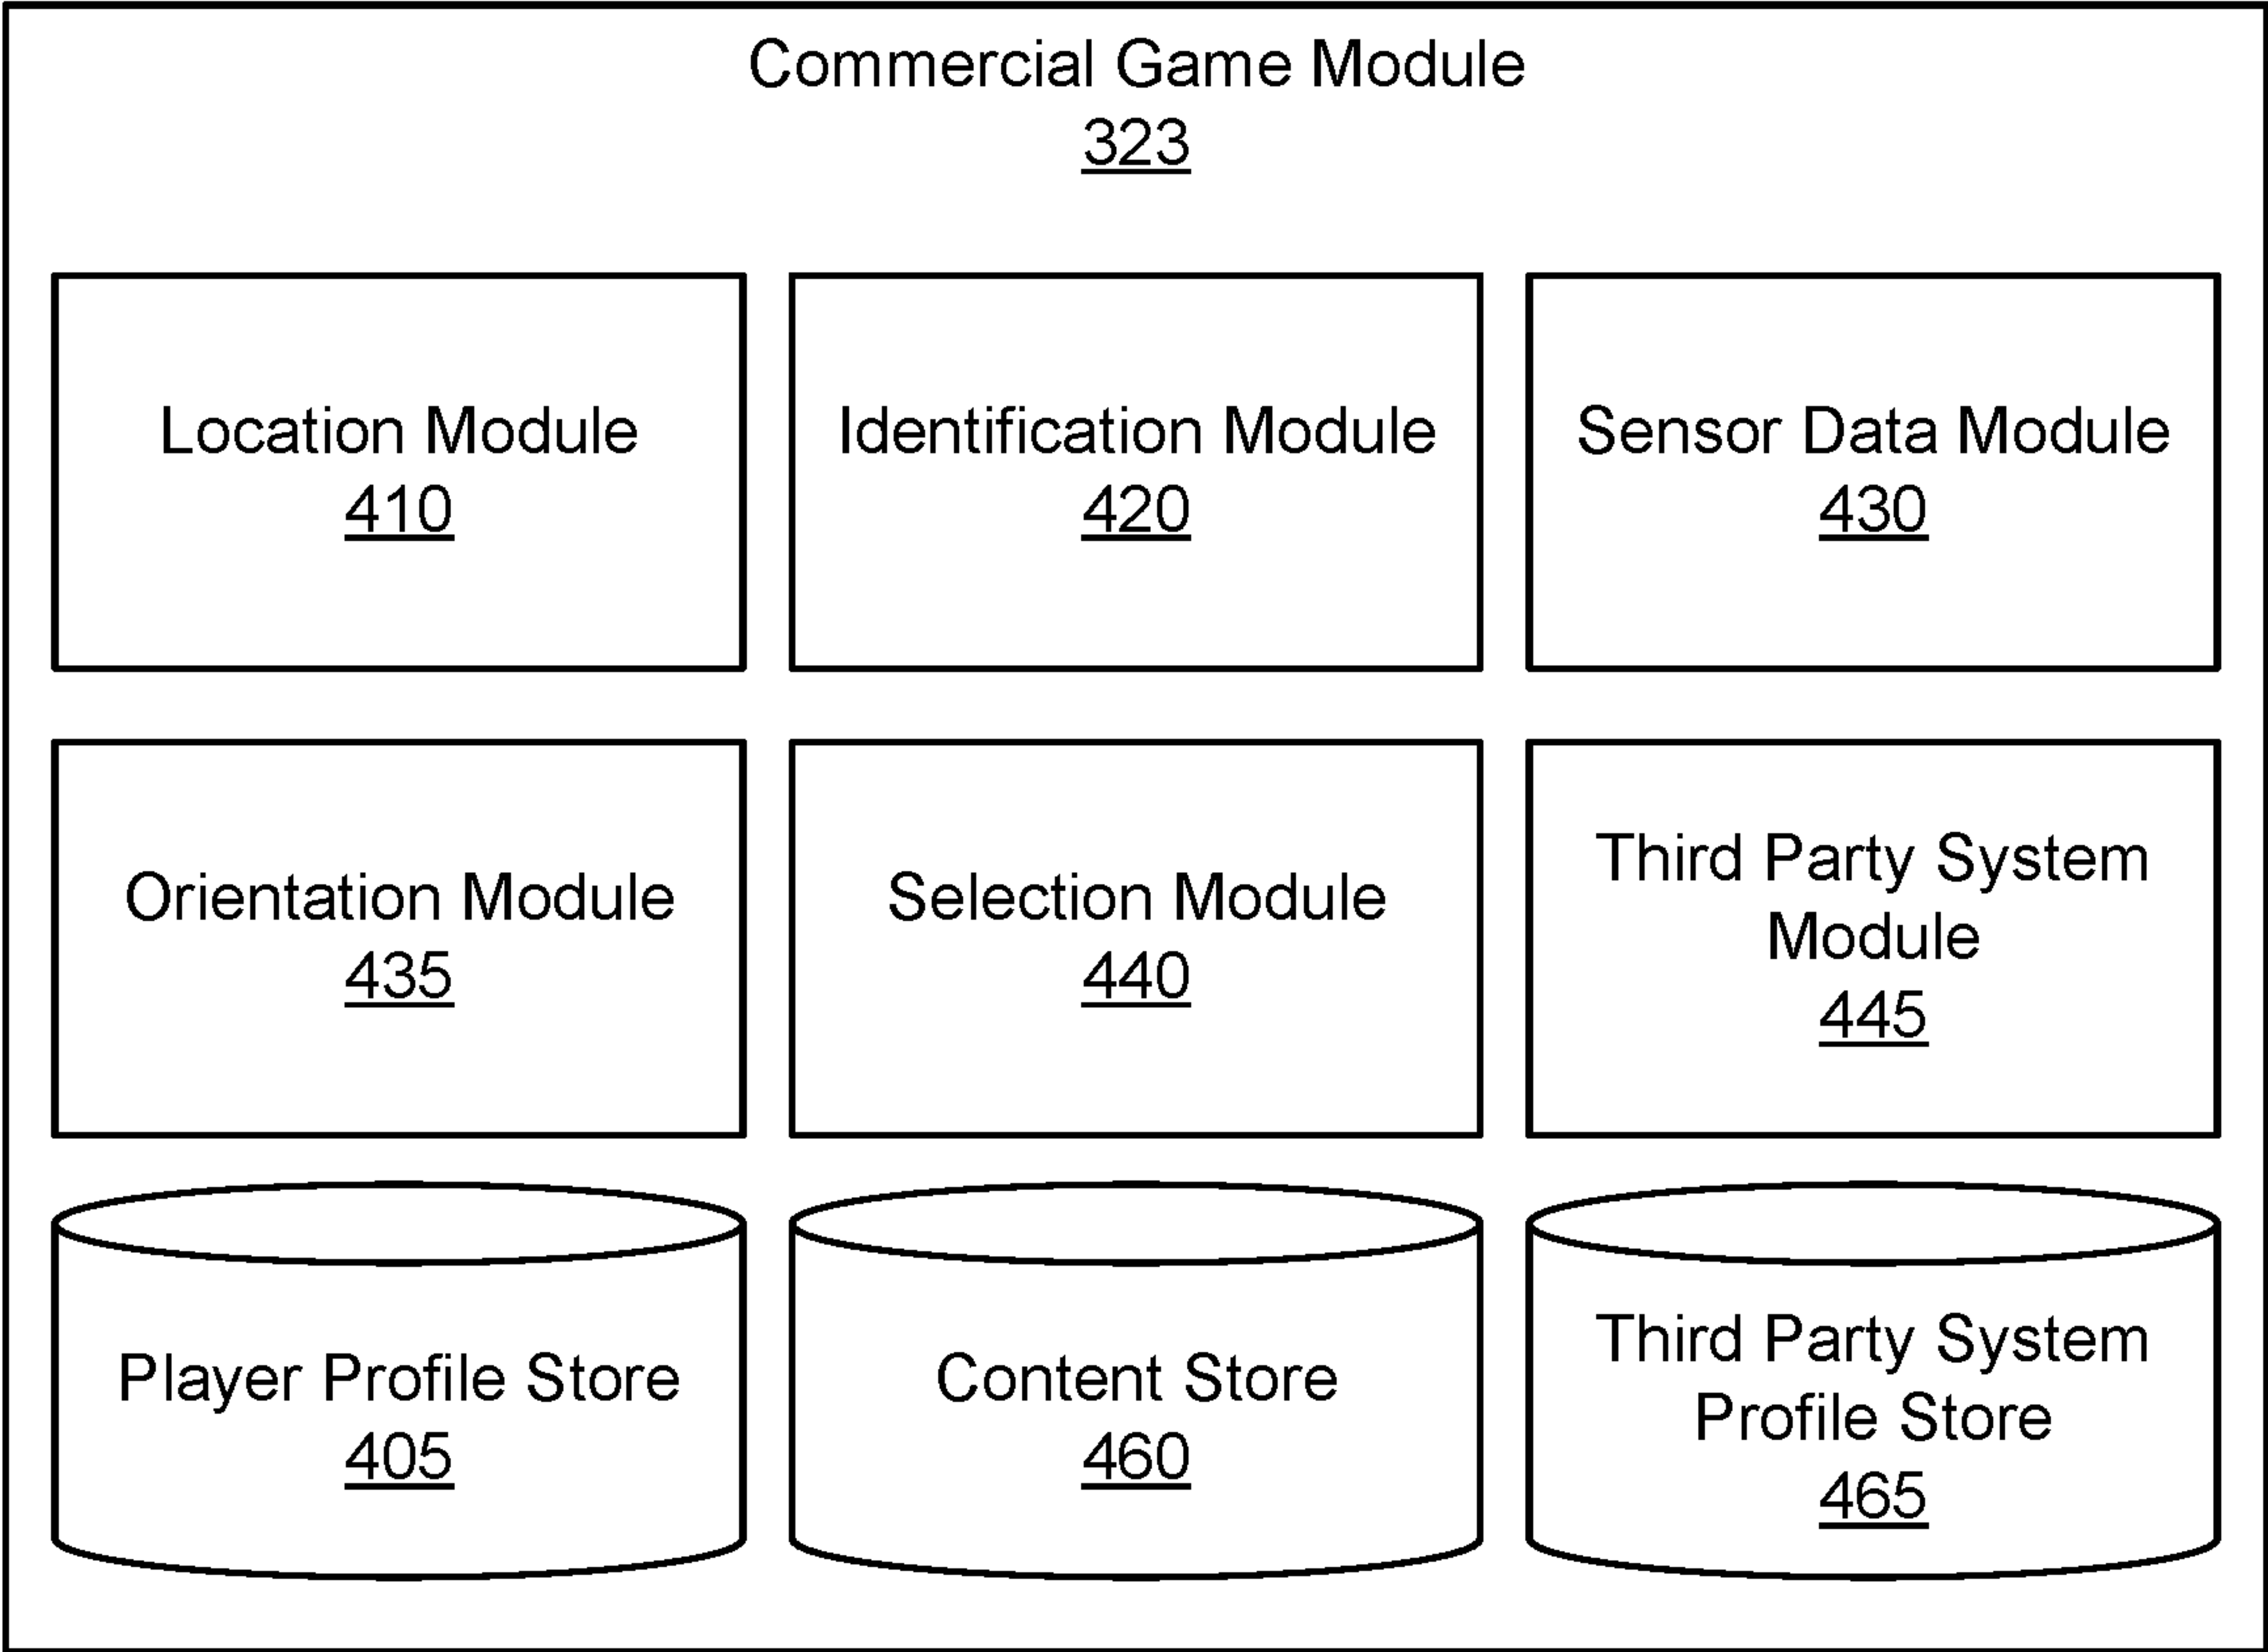 Commercial Game Module
323
Location Module
410
Identification Module
420
Sensor Data Module
430
Orientation Module
435
Selection Module
440
Third Party System
Module
445
Player Profile Store
405
Content Store
460
Third Party System
Profile Store
465